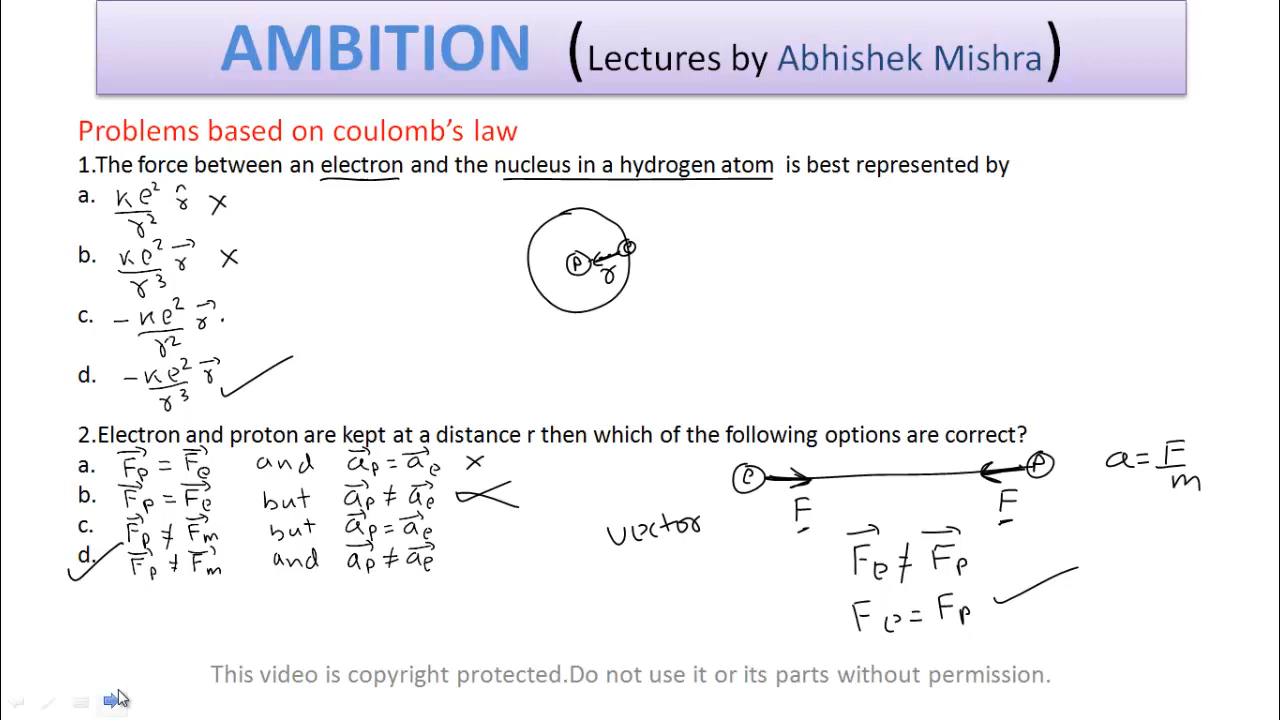 AMBITION (Lectures by Abhishek Mishra)
Problems based on coulomb's law
1.The force between an electron and the nucleus in a hydrogen atom is best represented by
a. Ke²/r² r̂ ×
b. Ke²/r³ r⃗ ×
c. -Ke²/r² r⃗.
d. -Ke²/r³ r⃗ ✓
P e
r
2.Electron and proton are kept at a distance r then which of the following options are correct?
a. F⃗p = F⃗e and a⃗p = a⃗e ×
b. F⃗p = F⃗e but a⃗p ≠ a⃗e
c. F⃗p ≠ F⃗m but a⃗p = a⃗e
d. F⃗p ≠ F⃗m and a⃗p ≠ a⃗e
e P
F F
a = F/m
vector
F⃗e ≠ F⃗p
Fe = Fp ✓
This video is copyright protected.Do not use it or its parts without permission.